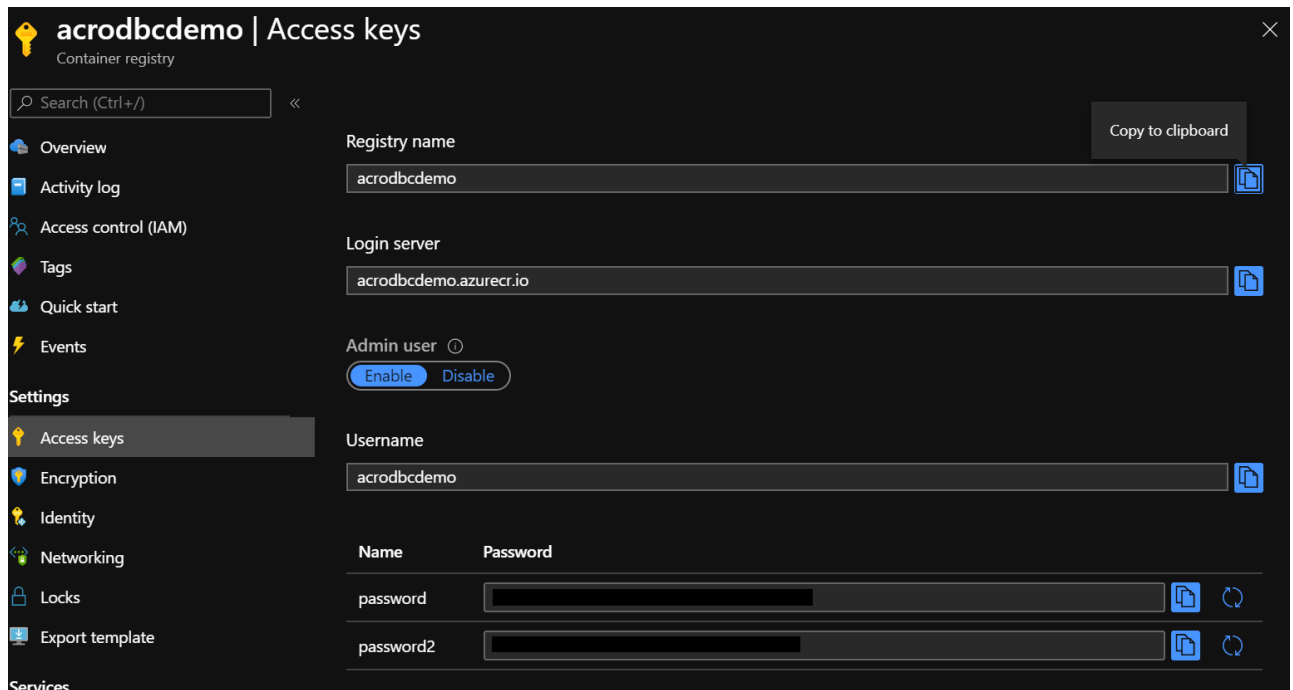 acrodbcdemo | Access keys
Container registry
Search (Ctrl+/)
Overview
Activity log
Access control (IAM)
Tags
Quick start
Events
Settings
Access keys
Encryption
Identity
Networking
Locks
Export template
Services
Copy to clipboard
Registry name
acrodbcdemo
Login server
acrodbcdemo.azurecr.io
Admin user
Enable Disable
Username
acrodbcdemo
Name Password
password
password2